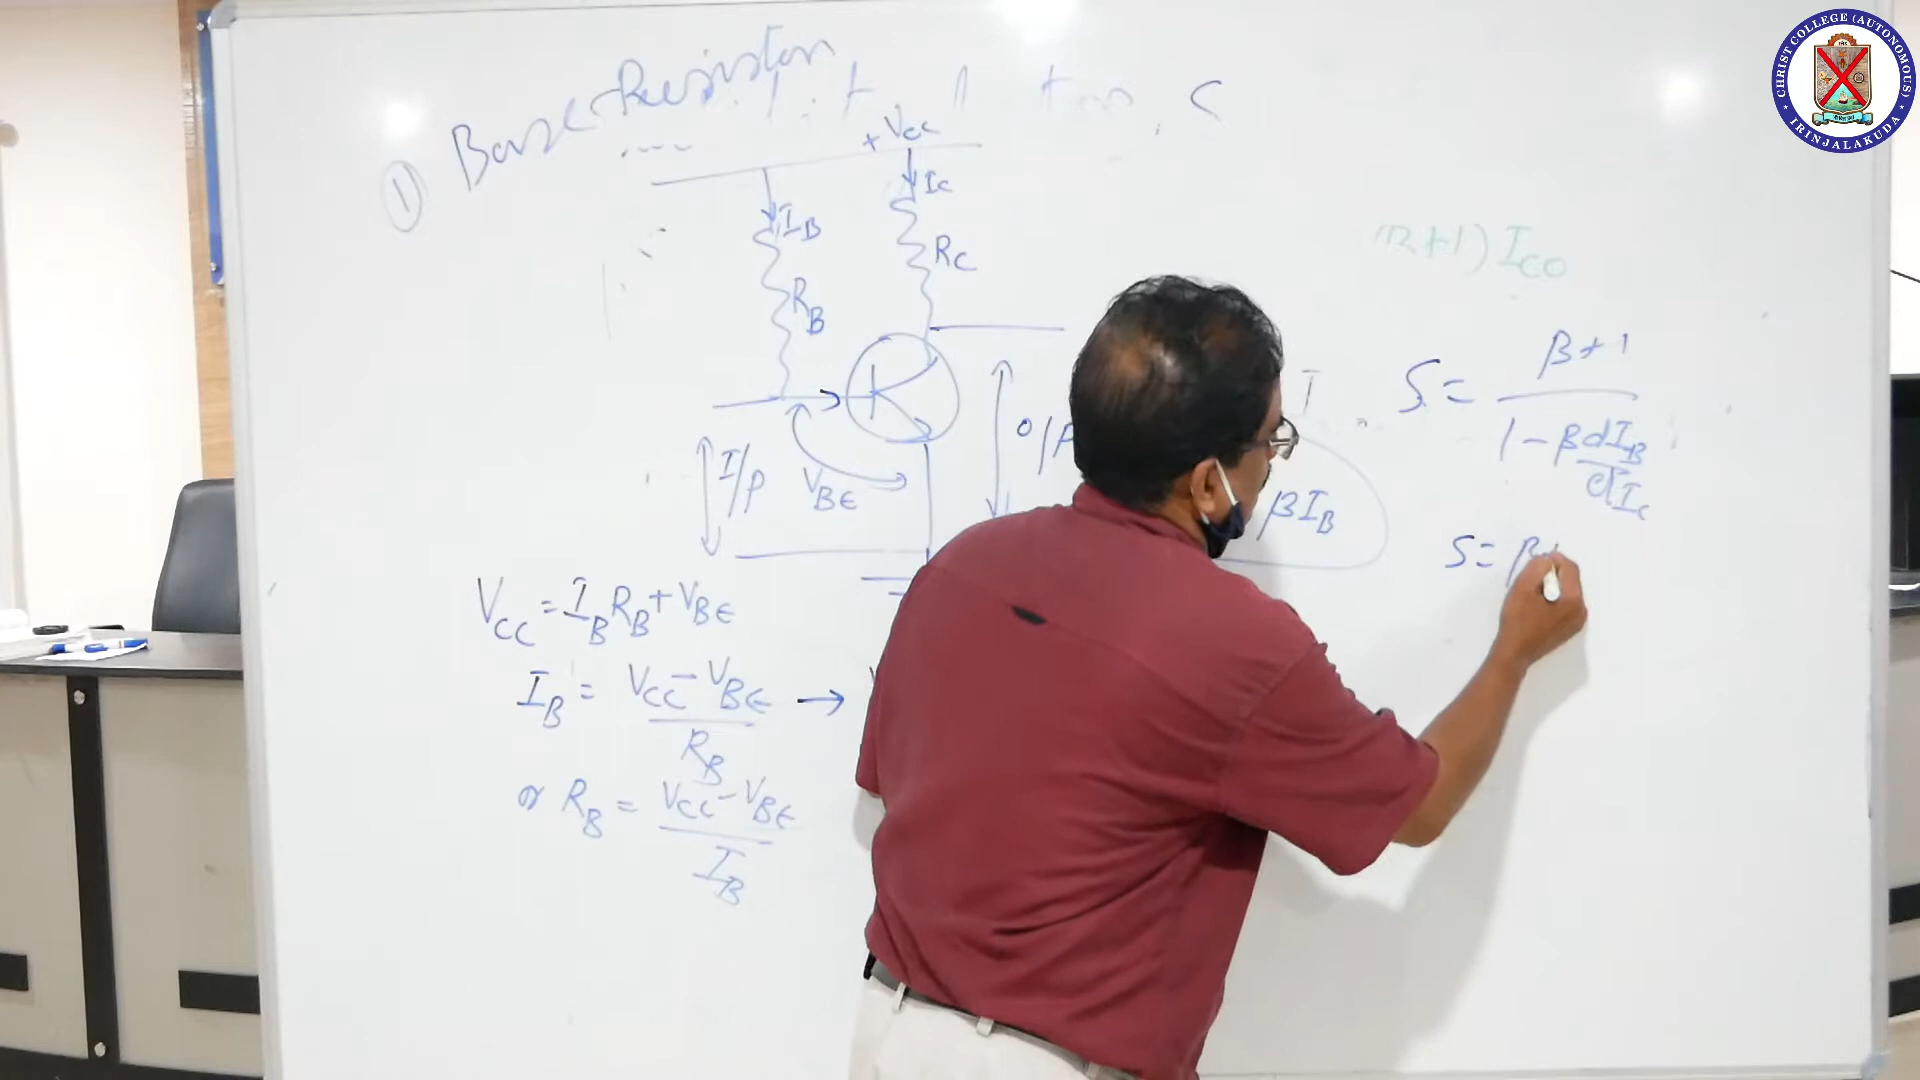 ① Base Resistor
S
+Vcc
IB
Ic
RB
Rc
I/p
VBE
o/p
VCC = IB RB + VBE
IB = VCC - VBE / RB →
or RB = VCC - VBE / IB
+1) ICO
S = β+1 / 1 - β dIB / dIc
βIB
S = β+
CHRIST COLLEGE (AUTONOMOUS)
IRINJALAKUDA